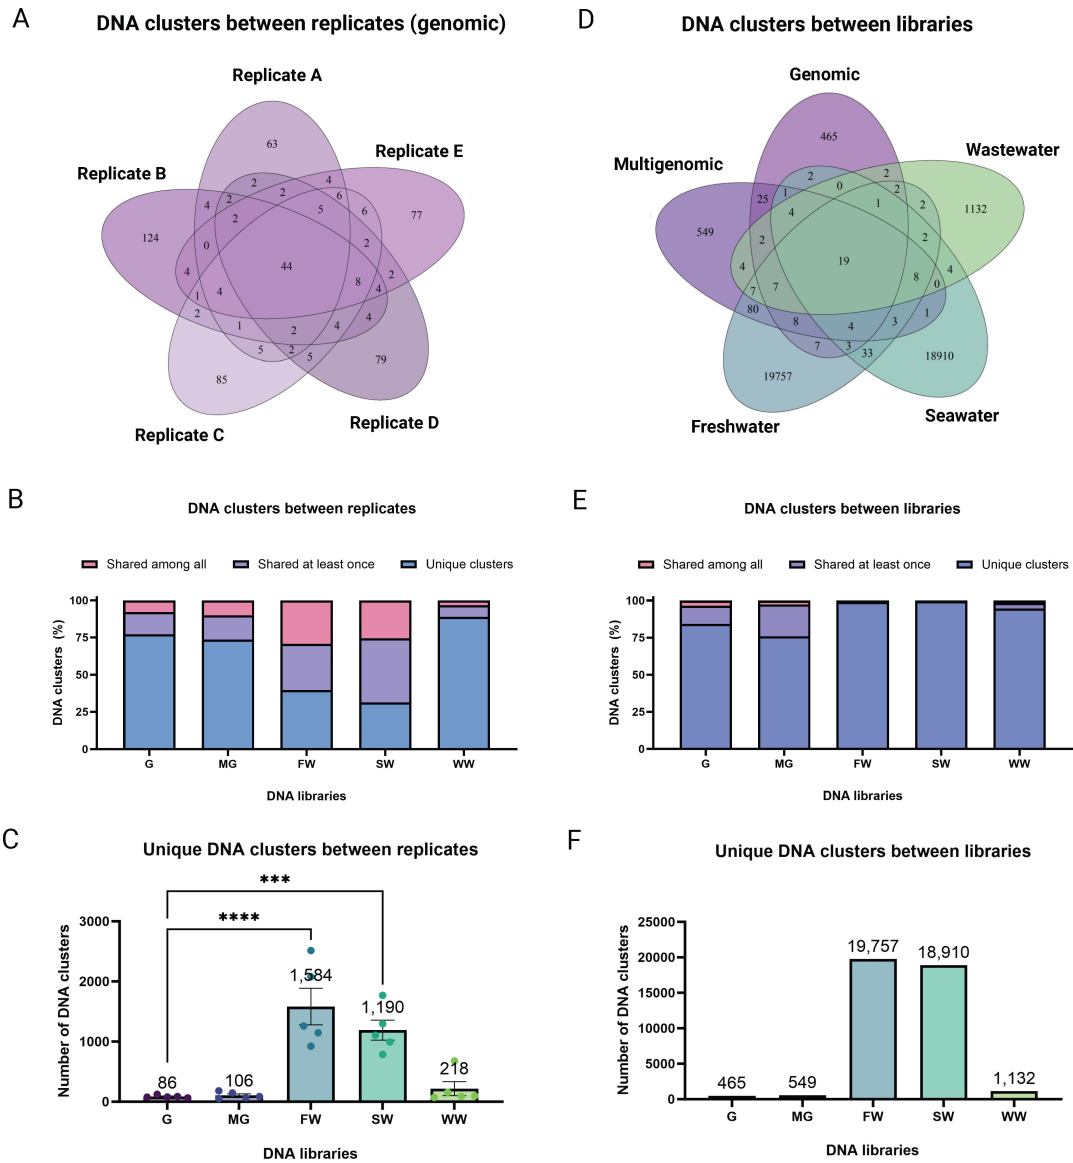 A
DNA clusters between replicates (genomic)
Replicate A
Replicate E
Replicate B
63
4
2
2
6
4
2
5
6
77
2
124
0
2
44
4
2
8
4
1
4
2
4
1
2
4
5
2
5
79
85
Replicate D
Replicate C
D
DNA clusters between libraries
Genomic
Wastewater
Multigenomic
465
2
2
0
2
1
25
1
2
4
1132
549
2
2
19
4
4
8
0
7
7
80
1
8
4
3
7
3
33
18910
19757
Seawater
Freshwater
B
DNA clusters between replicates
Shared among all
Shared at least once
Unique clusters
DNA clusters (%)
100
75
50
25
0
G
MG
FW
SW
WW
DNA libraries
E
DNA clusters between libraries
Shared among all
Shared at least once
Unique clusters
DNA clusters (%)
100
75
50
25
0
G
MG
FW
SW
WW
DNA libraries
C
Unique DNA clusters between replicates
***
****
Number of DNA clusters
3000
2000
1000
0
86
106
1,584
1,190
218
G
MG
FW
SW
WW
DNA libraries
F
Unique DNA clusters between libraries
Number of DNA clusters
25000
20000
15000
10000
5000
0
465
549
19,757
18,910
1,132
G
MG
FW
SW
WW
DNA libraries